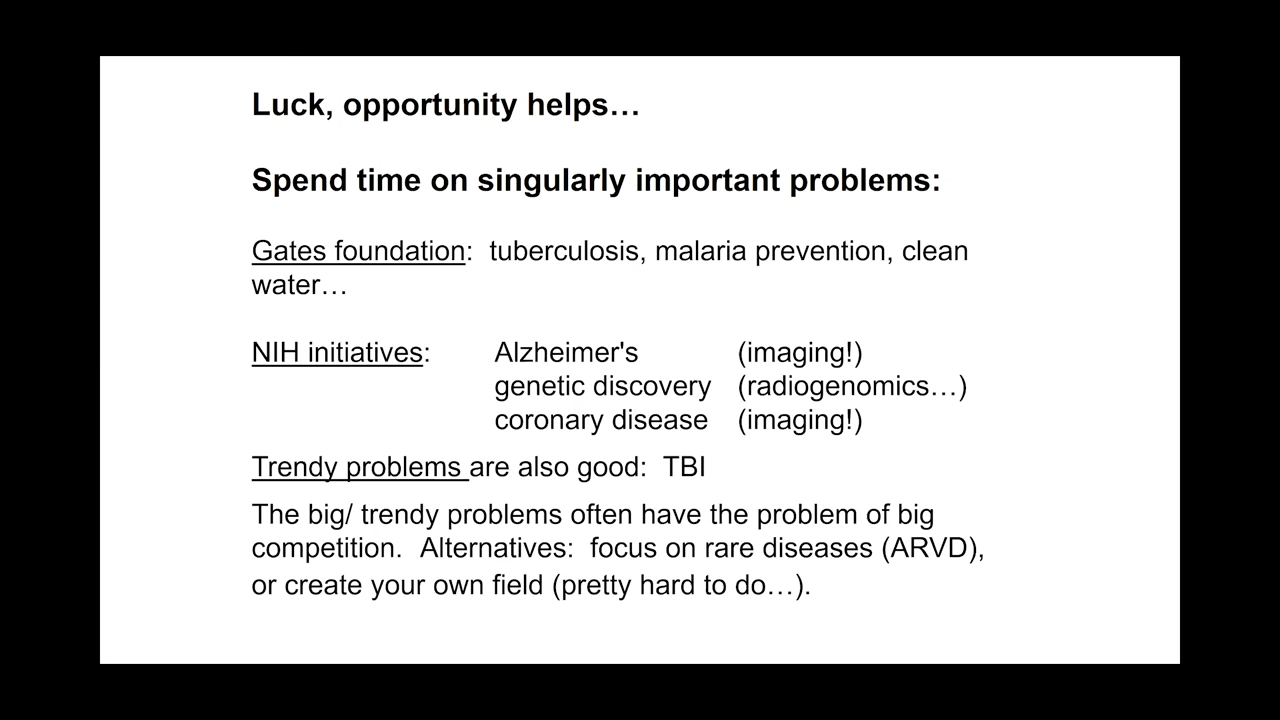 Luck, opportunity helps…
Spend time on singularly important problems:
Gates foundation: tuberculosis, malaria prevention, clean
water…
NIH initiatives: Alzheimer's (imaging!)
genetic discovery (radiogenomics…)
coronary disease (imaging!)
Trendy problems are also good: TBI
The big/ trendy problems often have the problem of big
competition. Alternatives: focus on rare diseases (ARVD),
or create your own field (pretty hard to do…).